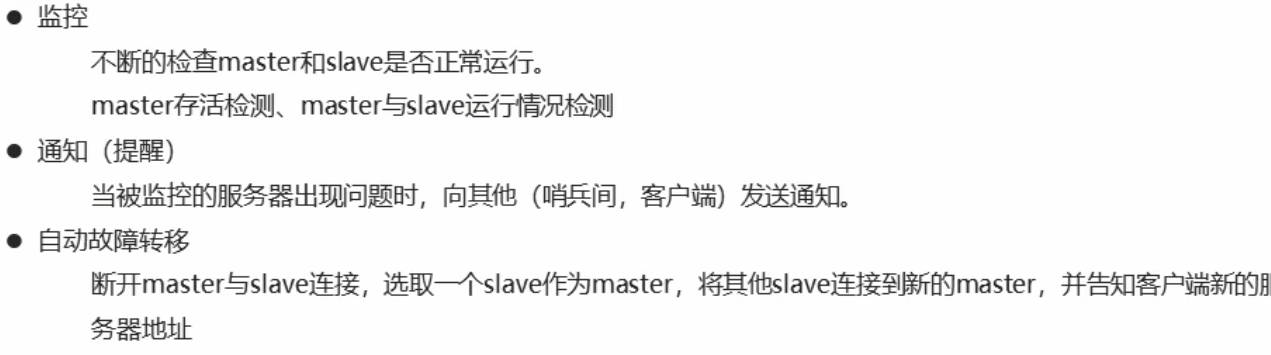 ● 监控
不断的检查master和slave是否正常运行。
master存活检测、master与slave运行情况检测
● 通知（提醒）
当被监控的服务器出现问题时，向其他（哨兵间，客户端）发送通知。
● 自动故障转移
断开master与slave连接，选取一个slave作为master，将其他slave连接到新的master，并告知客户端新的服
务器地址